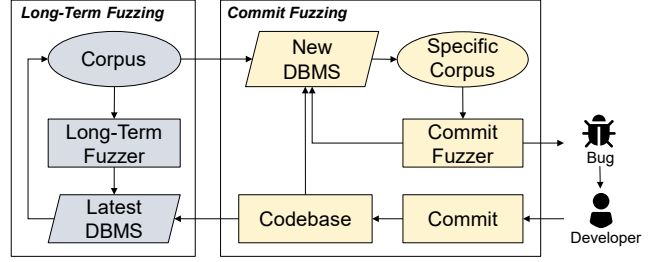 Long-Term Fuzzing
Corpus
Long-Term
Fuzzer
Latest
DBMS
Commit Fuzzing
New
DBMS
Specific
Corpus
Commit
Fuzzer
Codebase
Commit
Bug
Developer